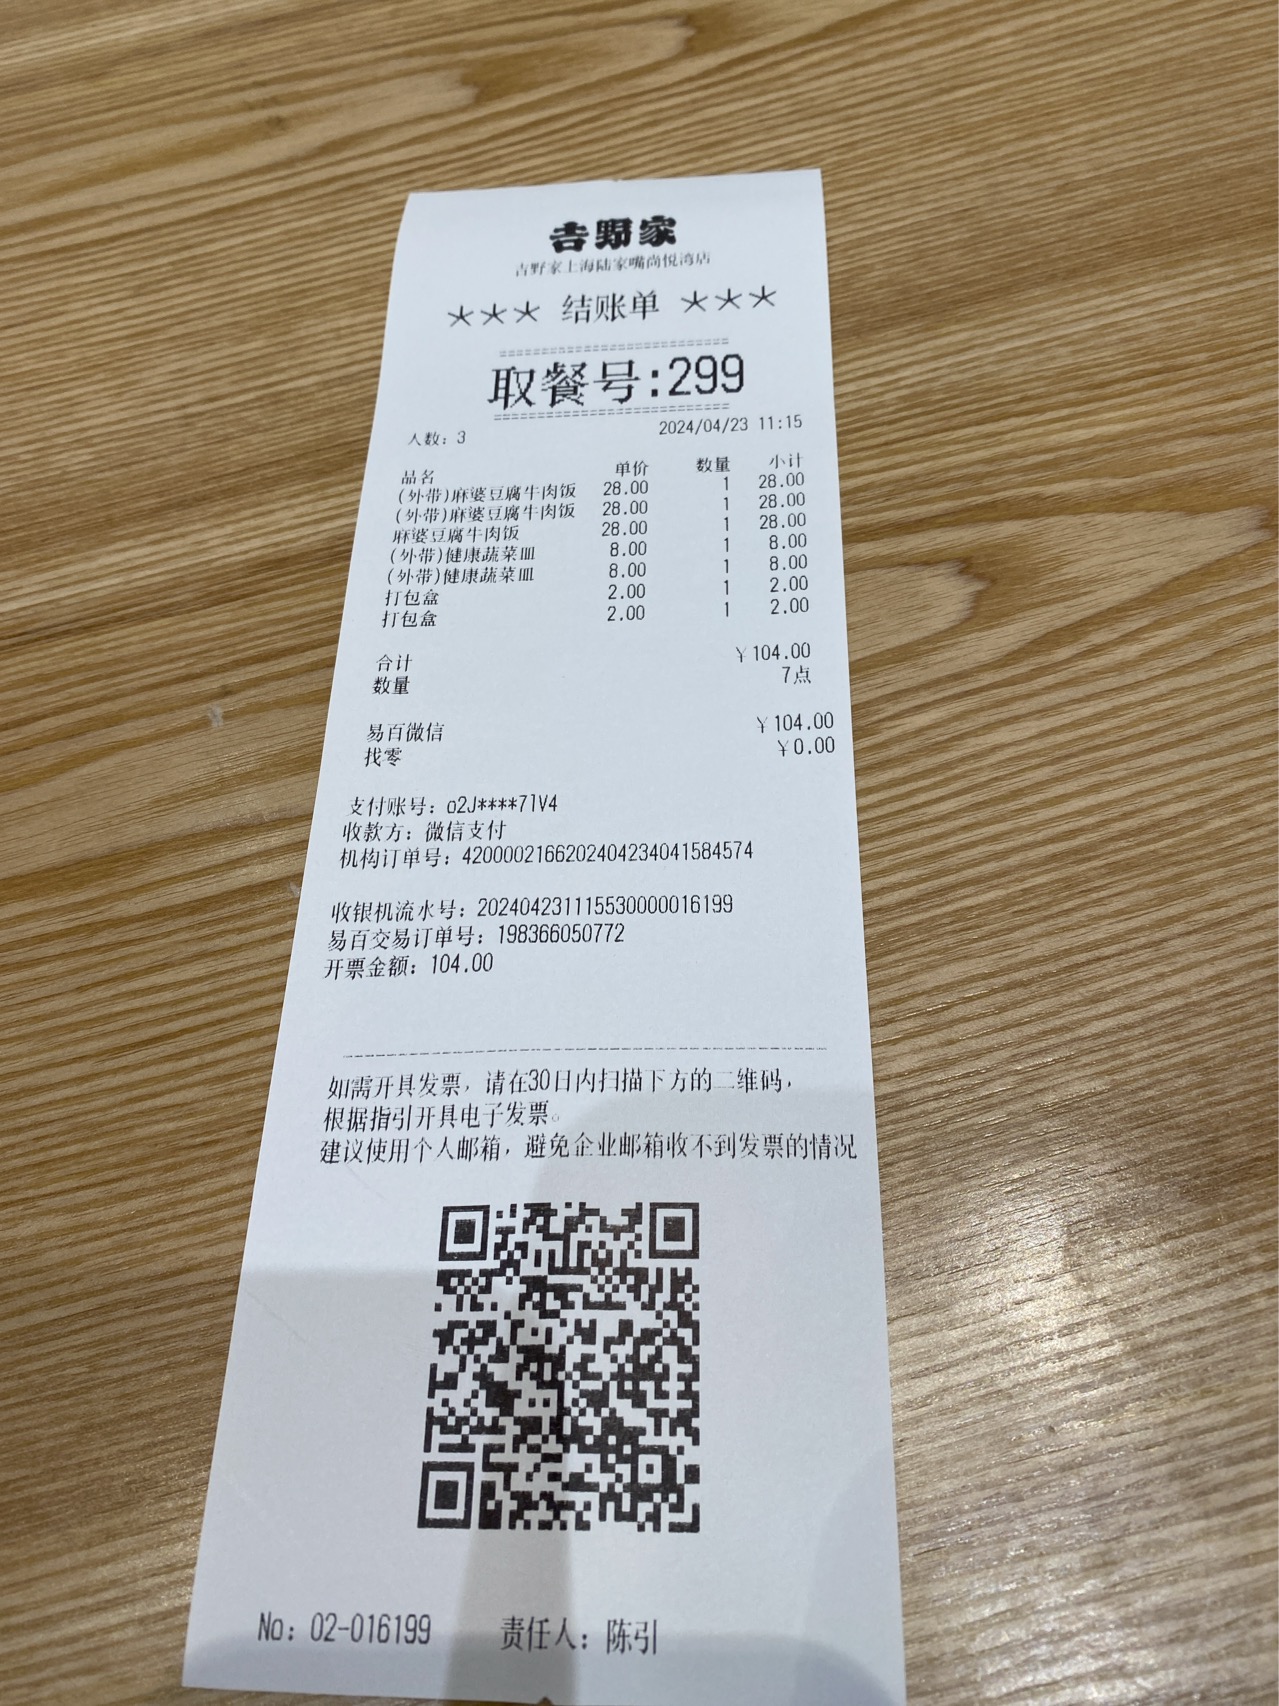 吉野家
吉野家上海陆家嘴尚悦湾店
*** 结账单 ***
取餐号:299
人数: 3 2024/04/23 11:15
品名 单价 数量 小计
(外带)麻婆豆腐牛肉饭 28.00 1 28.00
(外带)麻婆豆腐牛肉饭 28.00 1 28.00
麻婆豆腐牛肉饭 28.00 1 28.00
(外带)健康蔬菜皿 8.00 1 8.00
(外带)健康蔬菜皿 8.00 1 8.00
打包盒 2.00 1 2.00
打包盒 2.00 1 2.00
合计 ￥104.00
数量 7点
易百微信 ￥104.00
找零 ￥0.00
支付账号: o2J****71V4
收款方: 微信支付
机构订单号: 4200002166202404234041584574
收银机流水号: 20240423111553​0000016199
易百交易订单号: 198366050772
开票金额: 104.00
如需开具发票, 请在30日内扫描下方的二维码,
根据指引开具电子发票。
建议使用个人邮箱, 避免企业邮箱收不到发票的情况
No: 02-016199 责任人: 陈引